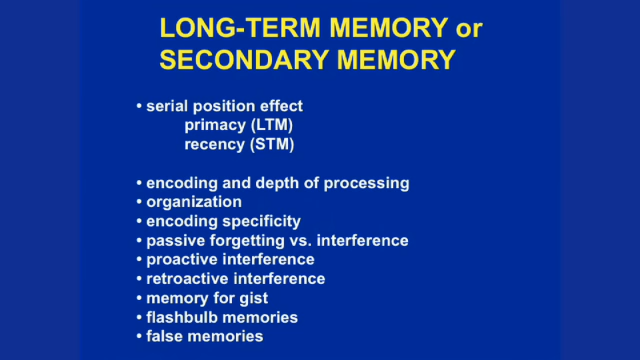 LONG-TERM MEMORY or
SECONDARY MEMORY
• serial position effect
primacy (LTM)
recency (STM)
• encoding and depth of processing
• organization
• encoding specificity
• passive forgetting vs. interference
• proactive interference
• retroactive interference
• memory for gist
• flashbulb memories
• false memories